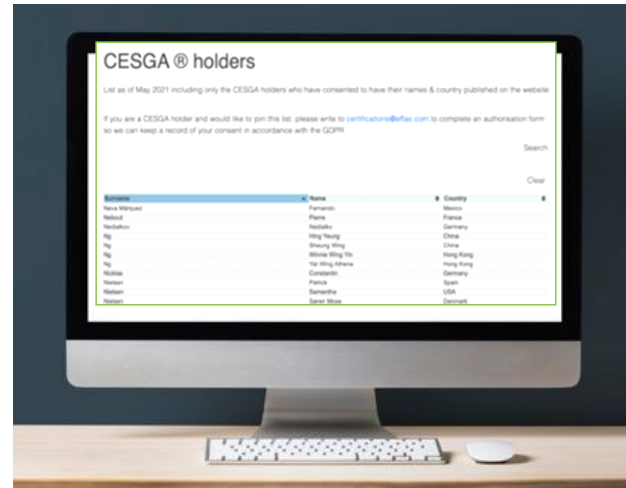 CESGA ® holders
List as of May 2021 including only the CESGA holders who have consented to have their names & country published on the website
If you are a CESGA holder and would like to join this list, please write to certifications@effas.com to complete an authorisation form
so we can keep a record of your consent in accordance with the GDPR
Search
Clear
Surname Name Country
Nava Márquez Fernando Mexico
Nebout Pierre France
Nedialkov Nedialko Germany
Ng Hing Yeung China
Ng Sheung Wing China
Ng Winnie Wing Yin Hong Kong
Ng Yar Wing Athena Hong Kong
Nicklas Constantin Germany
Nielsen Patrick Spain
Nielsen Samantha USA
Nielsen Søren Mose Denmark